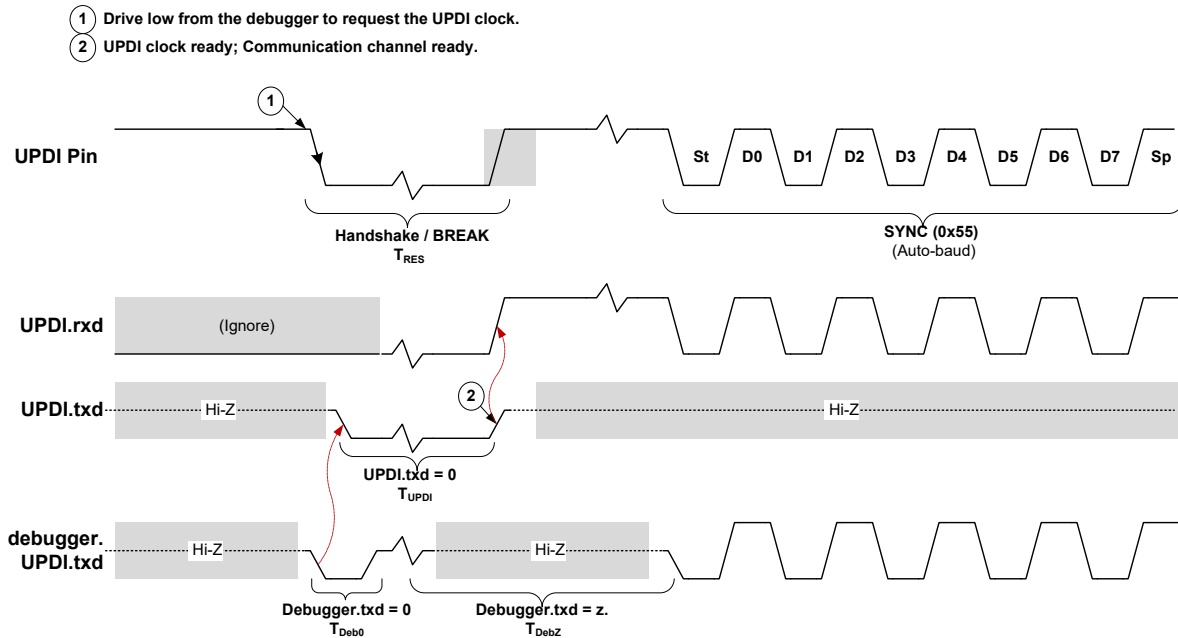 1 Drive low from the debugger to request the UPDI clock.
2 UPDI clock ready; Communication channel ready.
1
UPDI Pin
St D0 D1 D2 D3 D4 D5 D6 D7 Sp
Handshake / BREAK
TRES
SYNC (0x55)
(Auto-baud)
UPDI.rxd
(Ignore)
2
UPDI.txd
Hi-Z
Hi-Z
UPDI.txd = 0
TUPDI
debugger.
UPDI.txd
Hi-Z
Hi-Z
Debugger.txd = 0
TDeb0
Debugger.txd = z.
TDebZ